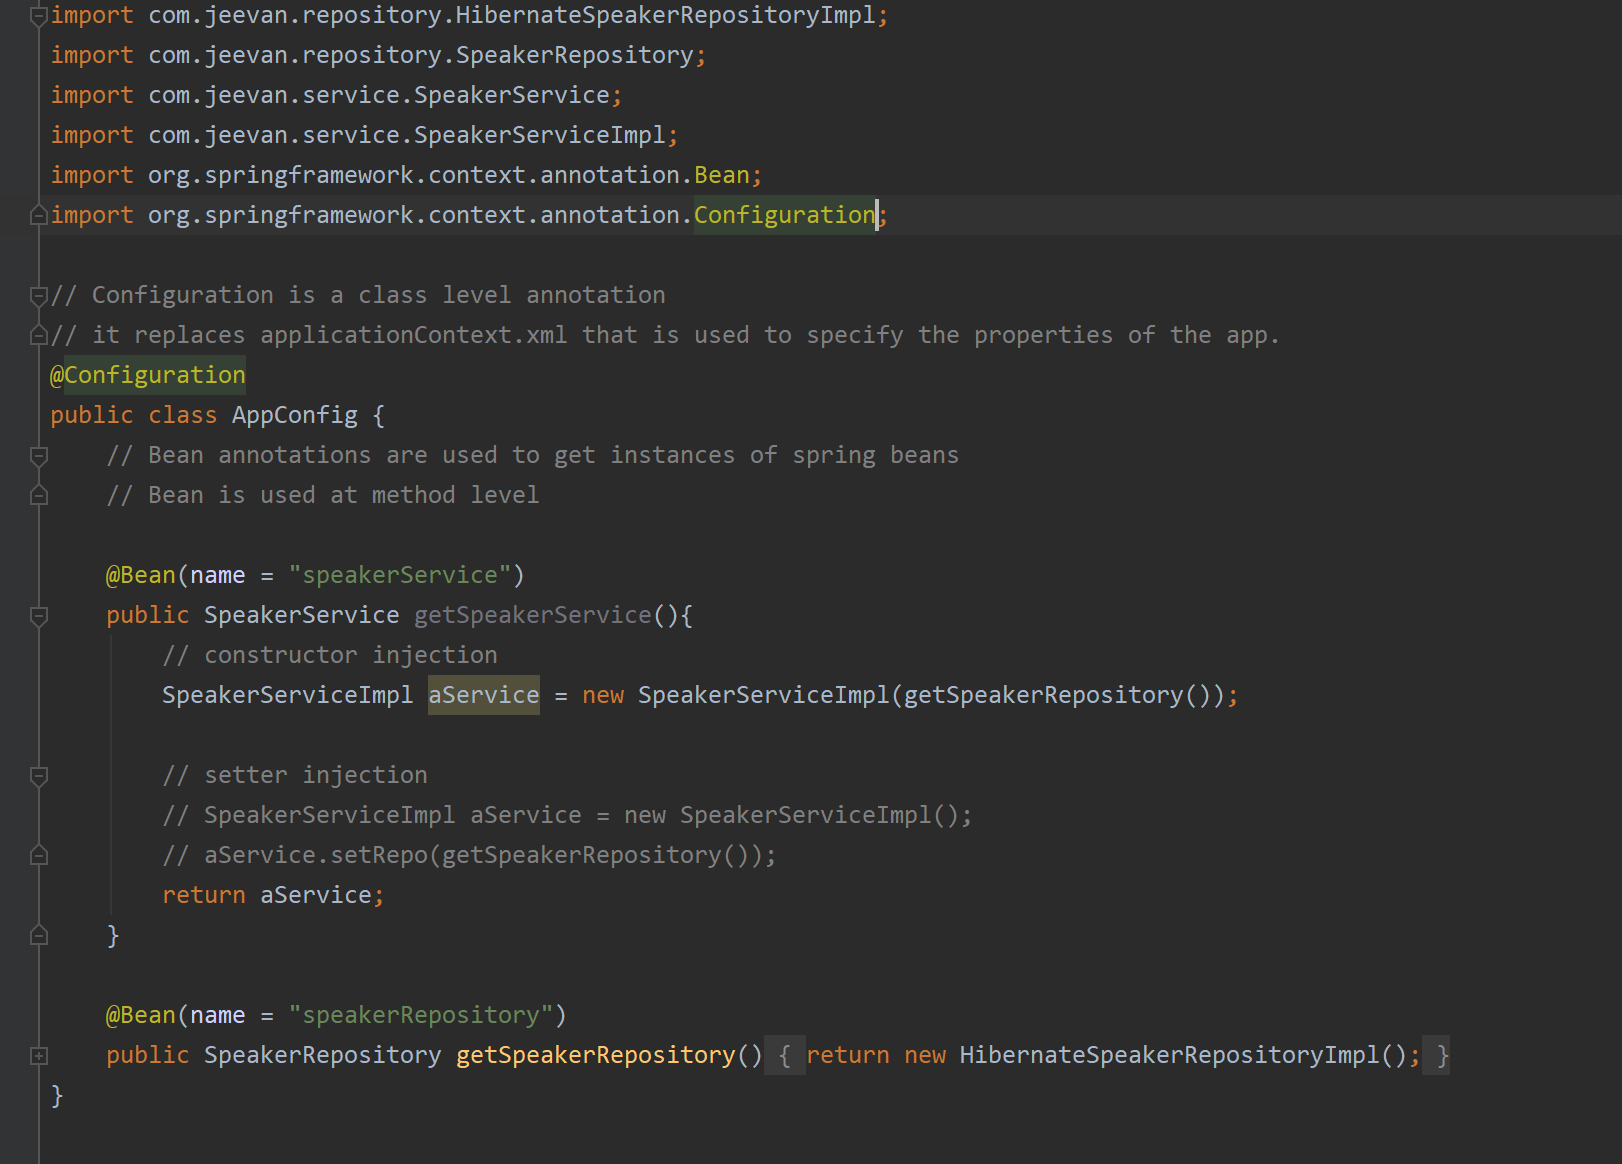 import com.jeevan.repository.HibernateSpeakerRepositoryImpl;
import com.jeevan.repository.SpeakerRepository;
import com.jeevan.service.SpeakerService;
import com.jeevan.service.SpeakerServiceImpl;
import org.springframework.context.annotation.Bean;
import org.springframework.context.annotation.Configuration;
// Configuration is a class level annotation
// it replaces applicationContext.xml that is used to specify the properties of the app.
@Configuration
public class AppConfig {
    // Bean annotations are used to get instances of spring beans
    // Bean is used at method level
    @Bean(name = "speakerService")
    public SpeakerService getSpeakerService(){
        // constructor injection
        SpeakerServiceImpl aService = new SpeakerServiceImpl(getSpeakerRepository());
        // setter injection
        // SpeakerServiceImpl aService = new SpeakerServiceImpl();
        // aService.setRepo(getSpeakerRepository());
        return aService;
    }
    @Bean(name = "speakerRepository")
    public SpeakerRepository getSpeakerRepository() { return new HibernateSpeakerRepositoryImpl(); }
}